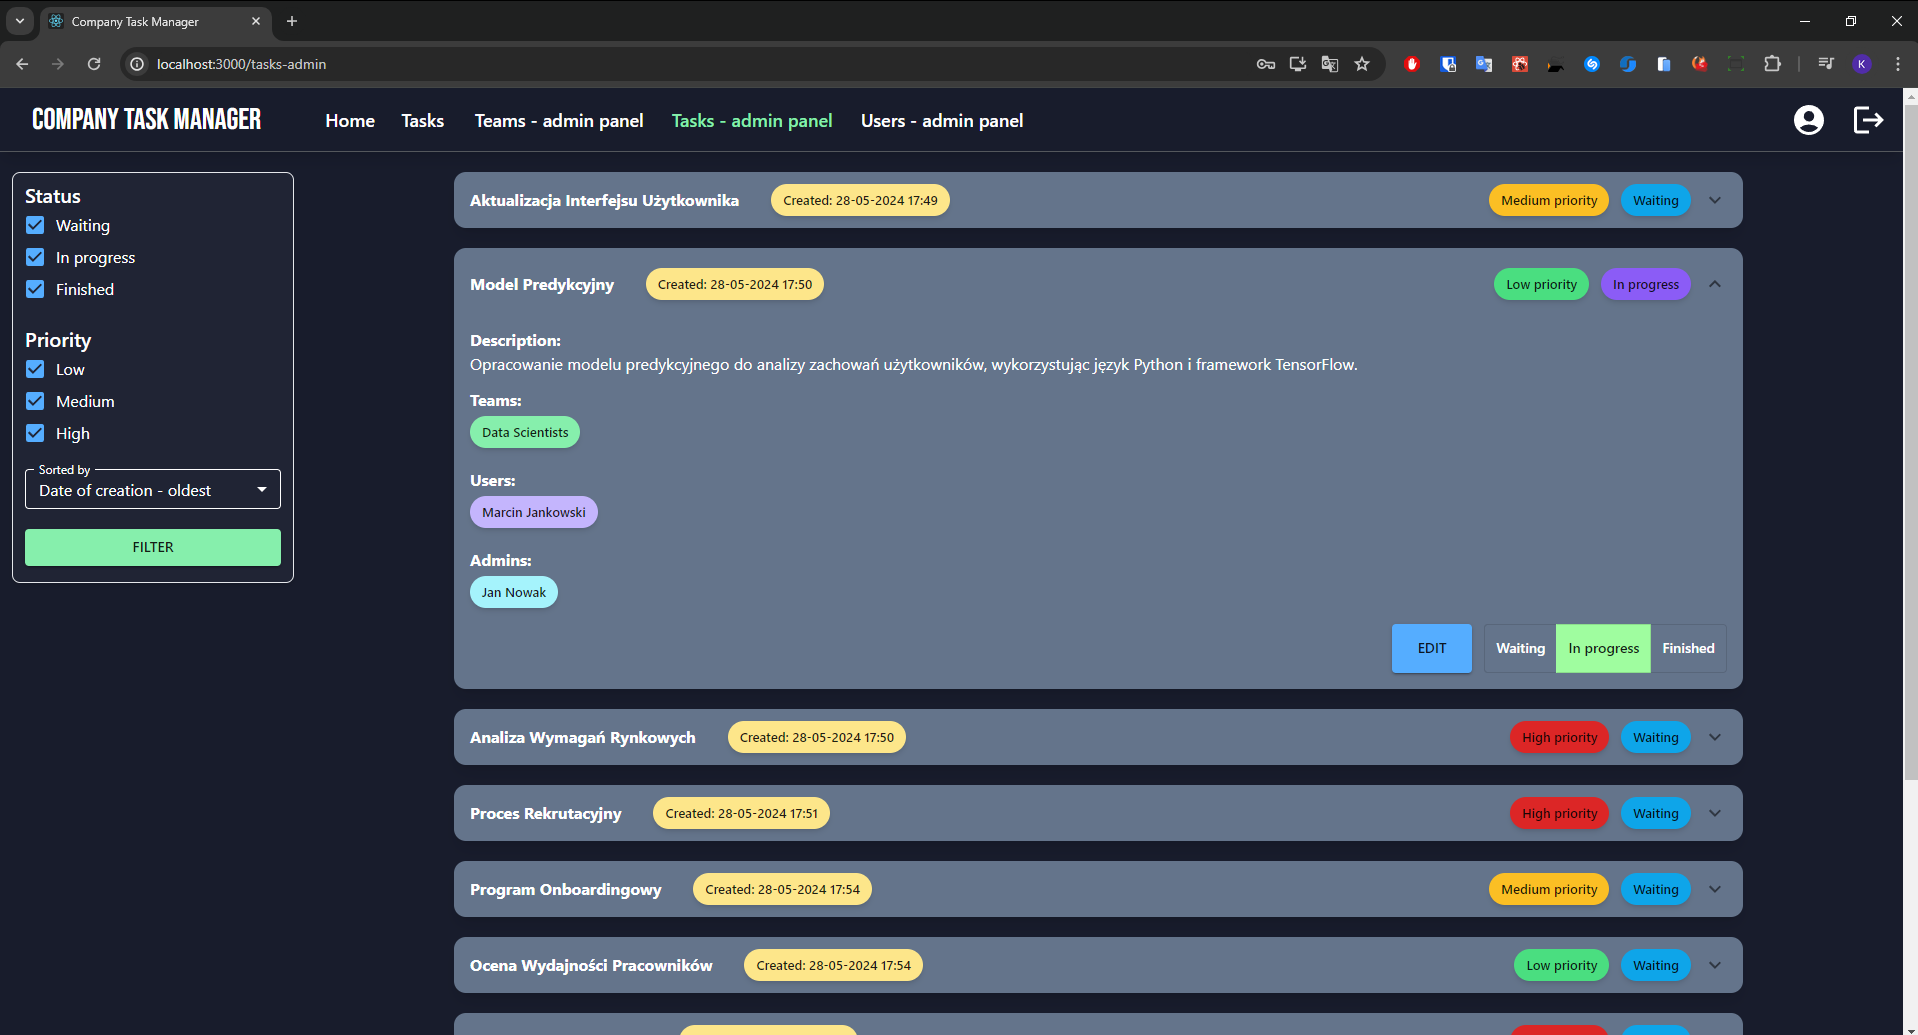 Company Task Manager
localhost:3000/tasks-admin
K
COMPANY TASK MANAGER
Home Tasks Teams - admin panel Tasks - admin panel Users - admin panel
Status
Waiting
In progress
Finished
Priority
Low
Medium
High
Sorted by
Date of creation - oldest
FILTER
Aktualizacja Interfejsu Użytkownika Created: 28-05-2024 17:49 Medium priority Waiting
Model Predykcyjny Created: 28-05-2024 17:50 Low priority In progress
Description:
Opracowanie modelu predykcyjnego do analizy zachowań użytkowników, wykorzystując język Python i framework TensorFlow.
Teams:
Data Scientists
Users:
Marcin Jankowski
Admins:
Jan Nowak
EDIT Waiting In progress Finished
Analiza Wymagań Rynkowych Created: 28-05-2024 17:50 High priority Waiting
Proces Rekrutacyjny Created: 28-05-2024 17:51 High priority Waiting
Program Onboardingowy Created: 28-05-2024 17:54 Medium priority Waiting
Ocena Wydajności Pracowników Created: 28-05-2024 17:54 Low priority Waiting